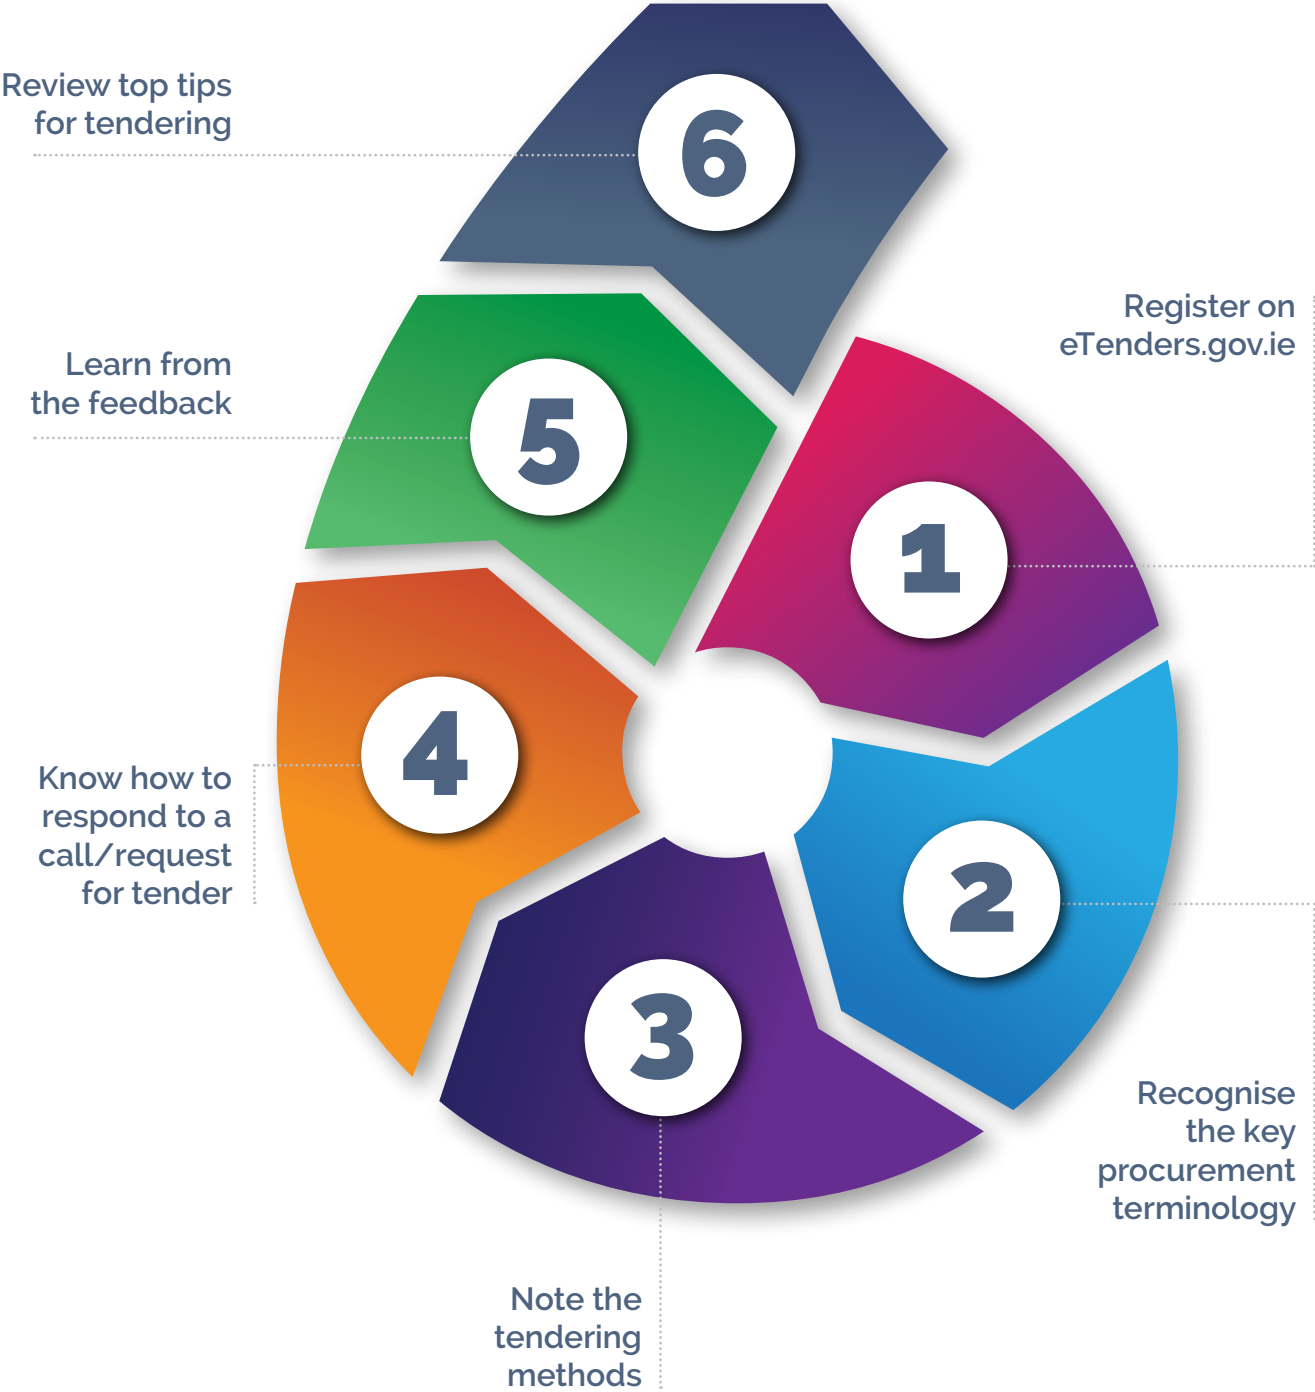 6
Review top tips
for tendering
Register on
eTenders.gov.ie
5
Learn from
the feedback
1
4
Know how to
respond to a
call/request
for tender
2
Recognise
the key
procurement
terminology
3
Note the
tendering
methods